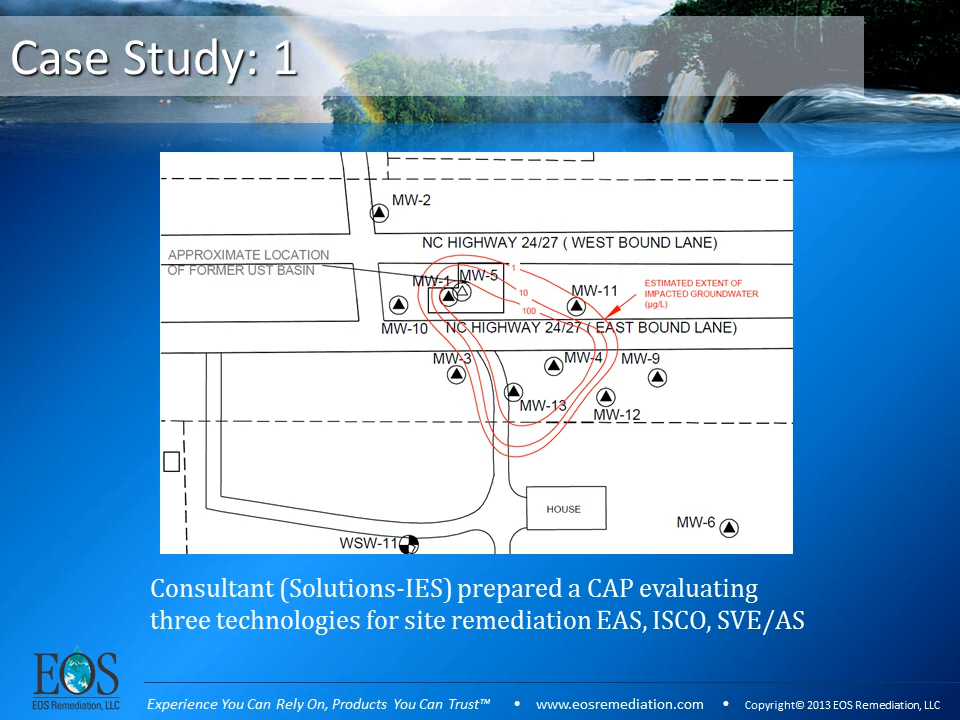 Case Study: 1
MW-2
NC HIGHWAY 24/27 ( WEST BOUND LANE)
APPROXIMATE LOCATION
OF FORMER UST BASIN
MW-1
MW-5
1
10
100
MW-11
ESTIMATED EXTENT OF
IMPACTED GROUNDWATER
(µg/L)
MW-10
NC HIGHWAY 24/27 ( EAST BOUND LANE)
MW-3
MW-4
MW-9
MW-13
MW-12
HOUSE
MW-6
WSW-11
Consultant (Solutions-IES) prepared a CAP evaluating
three technologies for site remediation EAS, ISCO, SVE/AS
EOS
EOS Remediation, LLC
Experience You Can Rely On, Products You Can Trust™ • www.eosremediation.com • Copyright© 2013 EOS Remediation, LLC